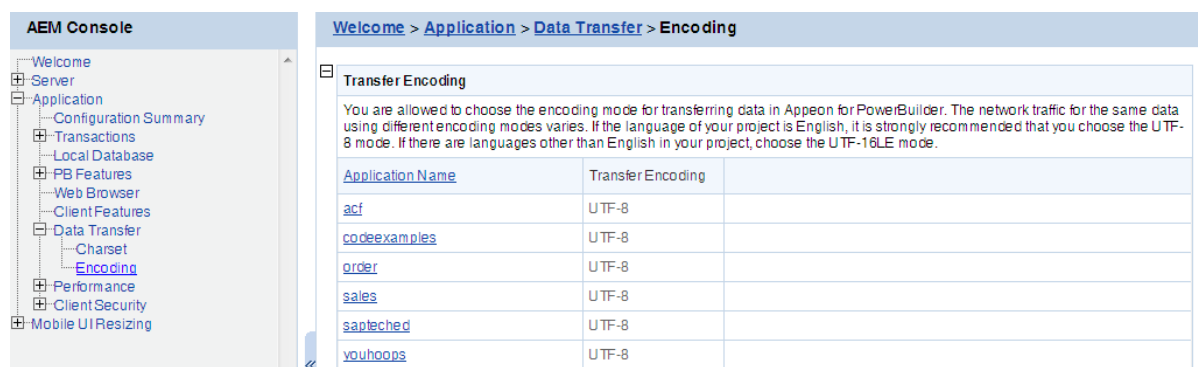 AEM Console
Welcome
Server
Application
Configuration Summary
Transactions
Local Database
PB Features
Web Browser
Client Features
Data Transfer
Charset
Encoding
Performance
Client Security
Mobile UI Resizing
«
Welcome > Application > Data Transfer > Encoding
Transfer Encoding
You are allowed to choose the encoding mode for transferring data in Appeon for PowerBuilder. The network traffic for the same data
using different encoding modes varies. If the language of your project is English, it is strongly recommended that you choose the UTF-
8 mode. If there are languages other than English in your project, choose the UTF-16LE mode.
Application Name Transfer Encoding
acf UTF-8
codeexamples UTF-8
order UTF-8
sales UTF-8
sapteched UTF-8
youhoops UTF-8